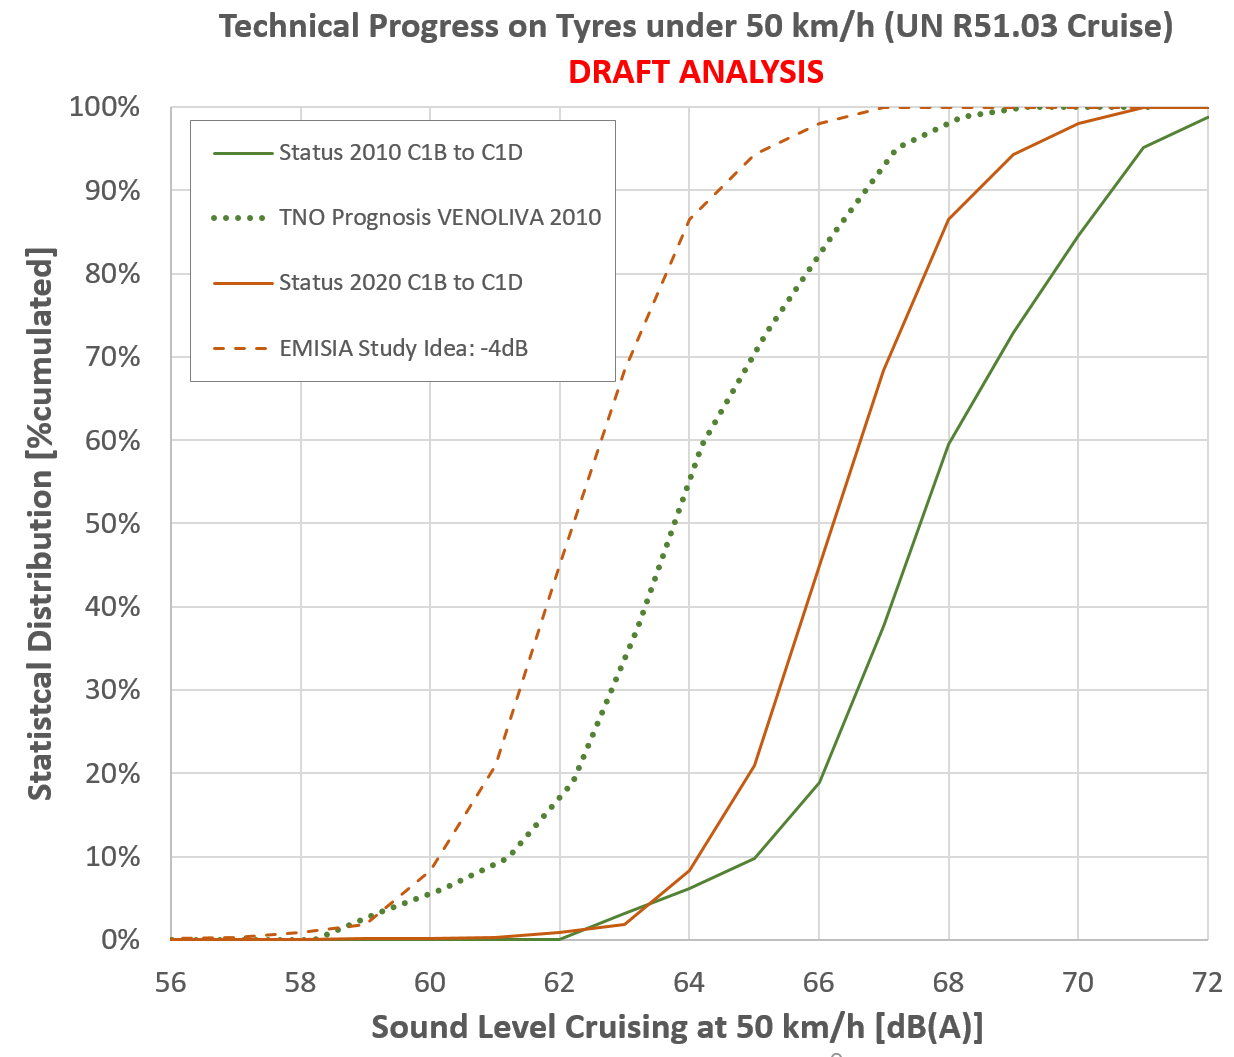 Technical Progress on Tyres under 50 km/h (UN R51.03 Cruise)
DRAFT ANALYSIS
100%
90%
80%
70%
60%
50%
40%
30%
20%
10%
0%
Statistcal Distribution [%cumulated]
Status 2010 C1B to C1D
TNO Prognosis VENOLIVA 2010
Status 2020 C1B to C1D
EMISIA Study Idea: -4dB
56 58 60 62 64 66 68 70 72
Sound Level Cruising at 50 km/h [dB(A)]